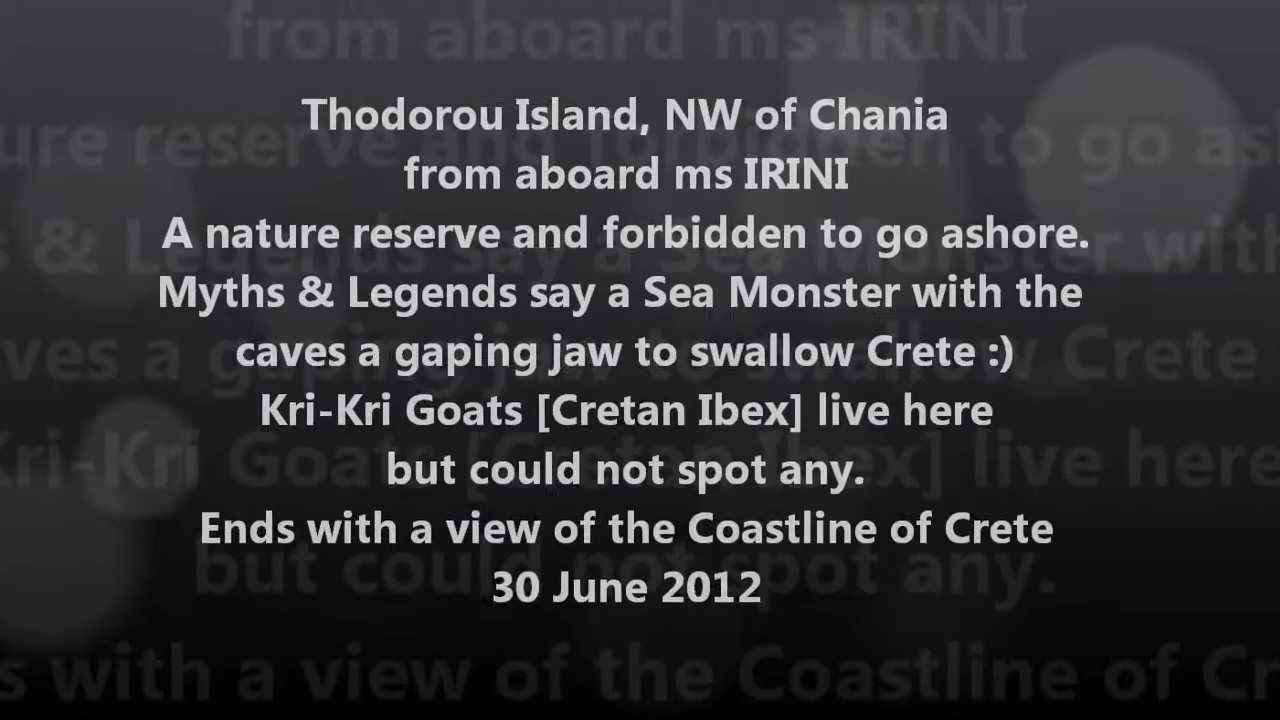 Thodorou Island, NW of Chania
from aboard ms IRINI
A nature reserve and forbidden to go ashore.
Myths & Legends say a Sea Monster with the
caves a gaping jaw to swallow Crete :)
Kri-Kri Goats [Cretan Ibex] live here
but could not spot any.
Ends with a view of the Coastline of Crete
30 June 2012